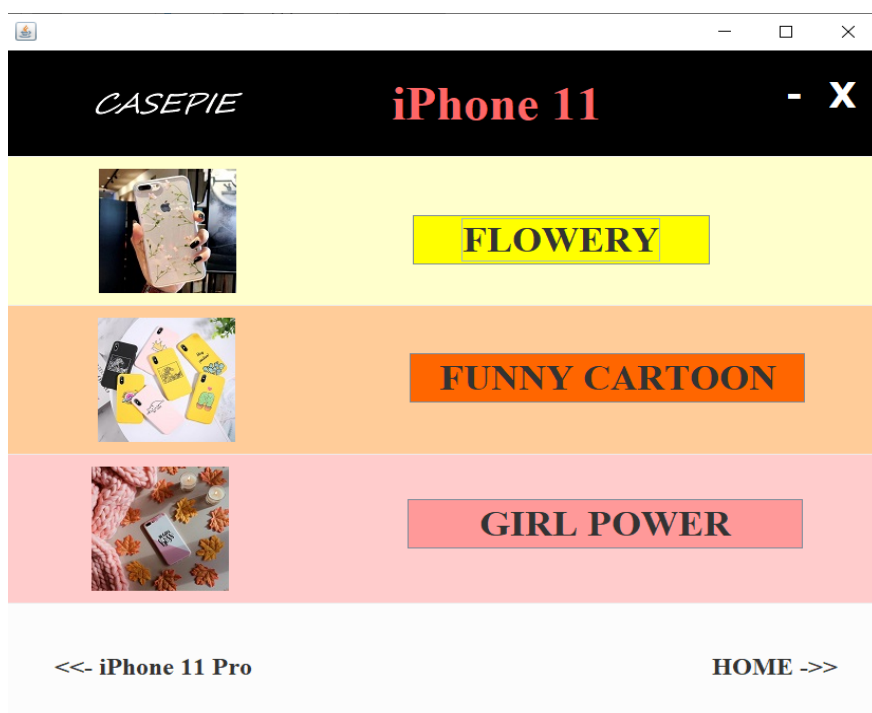 CASEPIE
iPhone 11
- X
FLOWERY
FUNNY CARTOON
GIRL POWER
<<- iPhone 11 Pro
HOME ->>